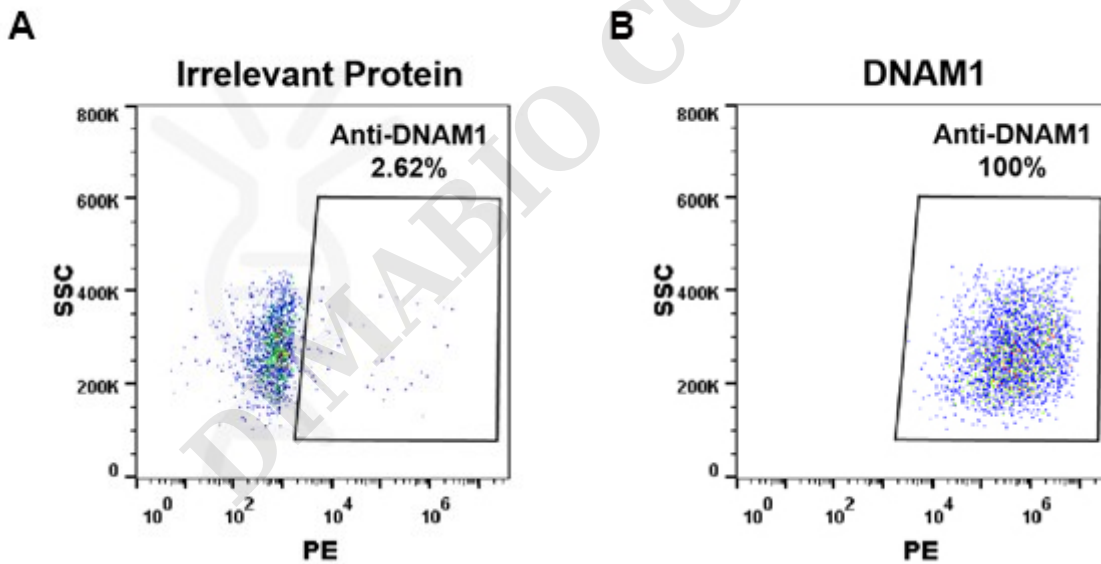 A
Irrelevant Protein
800K
600K
400K
200K
0
SSC
Anti-DNAM1
2.62%
10^0
10^2
10^4
10^6
PE
B
DNAM1
800K
600K
400K
200K
0
SSC
Anti-DNAM1
100%
10^0
10^2
10^4
10^6
PE
DIMABIO CO